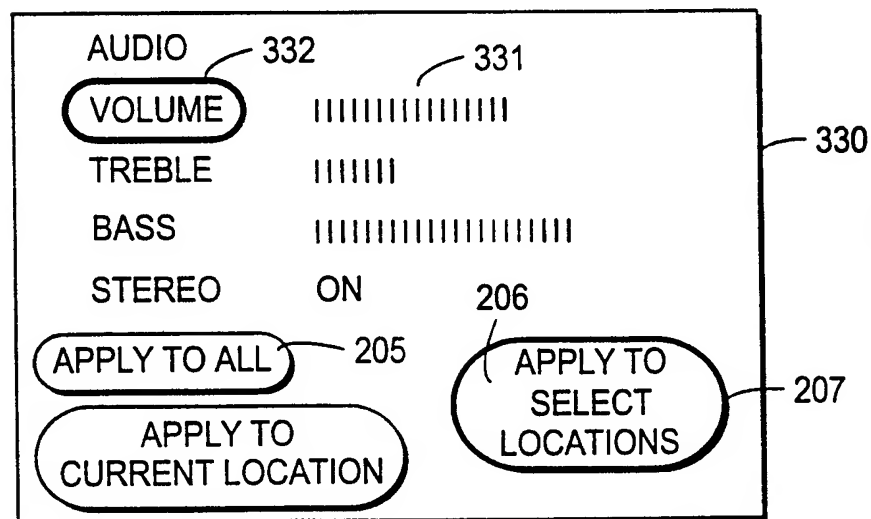 AUDIO
332
331
VOLUME
330
TREBLE
BASS
STEREO ON
206
APPLY TO ALL
205
APPLY TO
SELECT
LOCATIONS
207
APPLY TO
CURRENT LOCATION